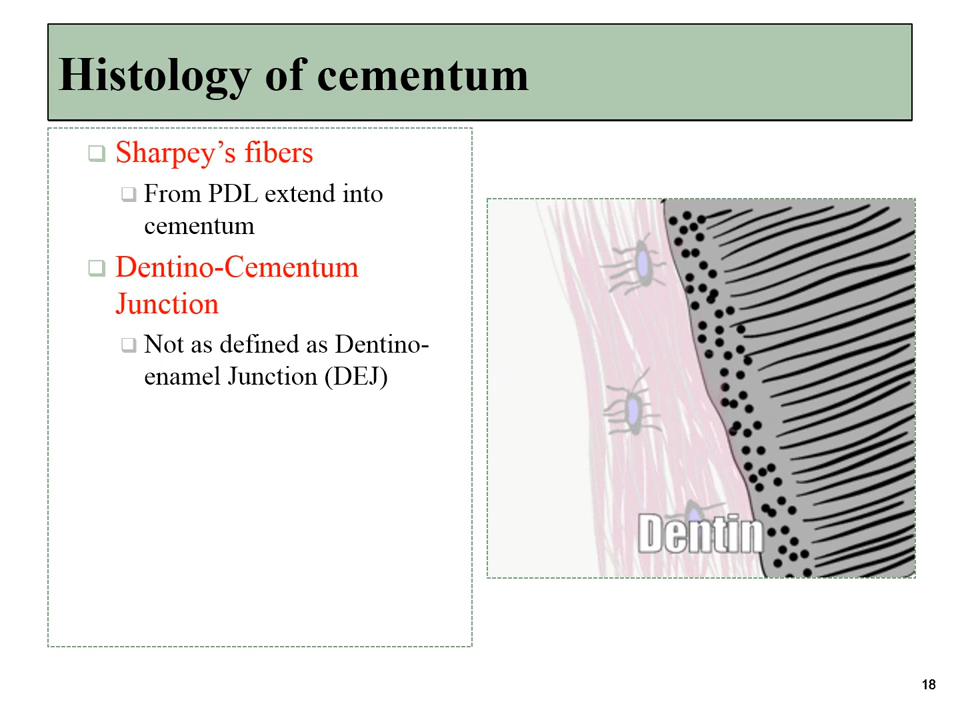 Histology of cementum
Sharpey’s fibers
From PDL extend into
cementum
Dentino-Cementum
Junction
Not as defined as Dentino-
enamel Junction (DEJ)
Dentin
18